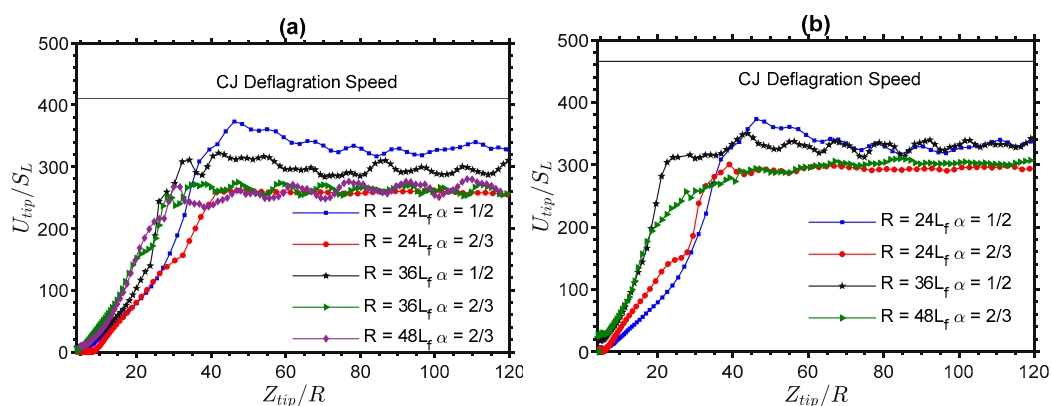 (a)
500
400
300
200
100
0
20
40
60
80
100
120
U_tip/S_L
Z_tip/R
CJ Deflagration Speed
R = 24L_f α = 1/2
R = 24L_f α = 2/3
R = 36L_f α = 1/2
R = 36L_f α = 2/3
R = 48L_f α = 2/3
(b)
500
400
300
200
100
0
20
40
60
80
100
120
U_tip/S_L
Z_tip/R
CJ Deflagration Speed
R = 24L_f α = 1/2
R = 24L_f α = 2/3
R = 36L_f α = 1/2
R = 48L_f α = 2/3